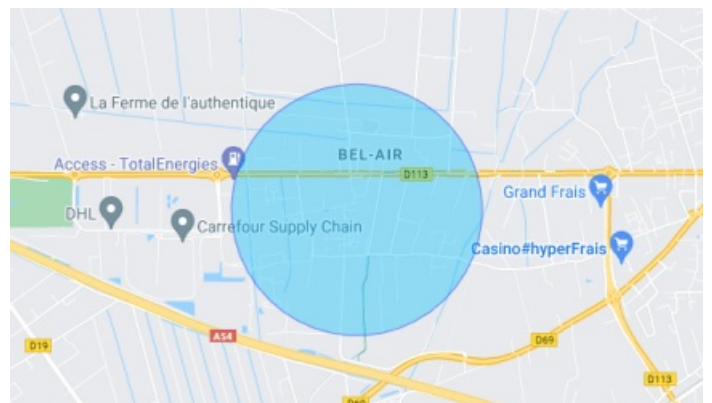 La Ferme de l'authentique
BEL-AIR
Access - TotalEnergies
D113
Grand Frais
DHL
Carrefour Supply Chain
Casino#hyperFrais
A54
D19
D69
D113